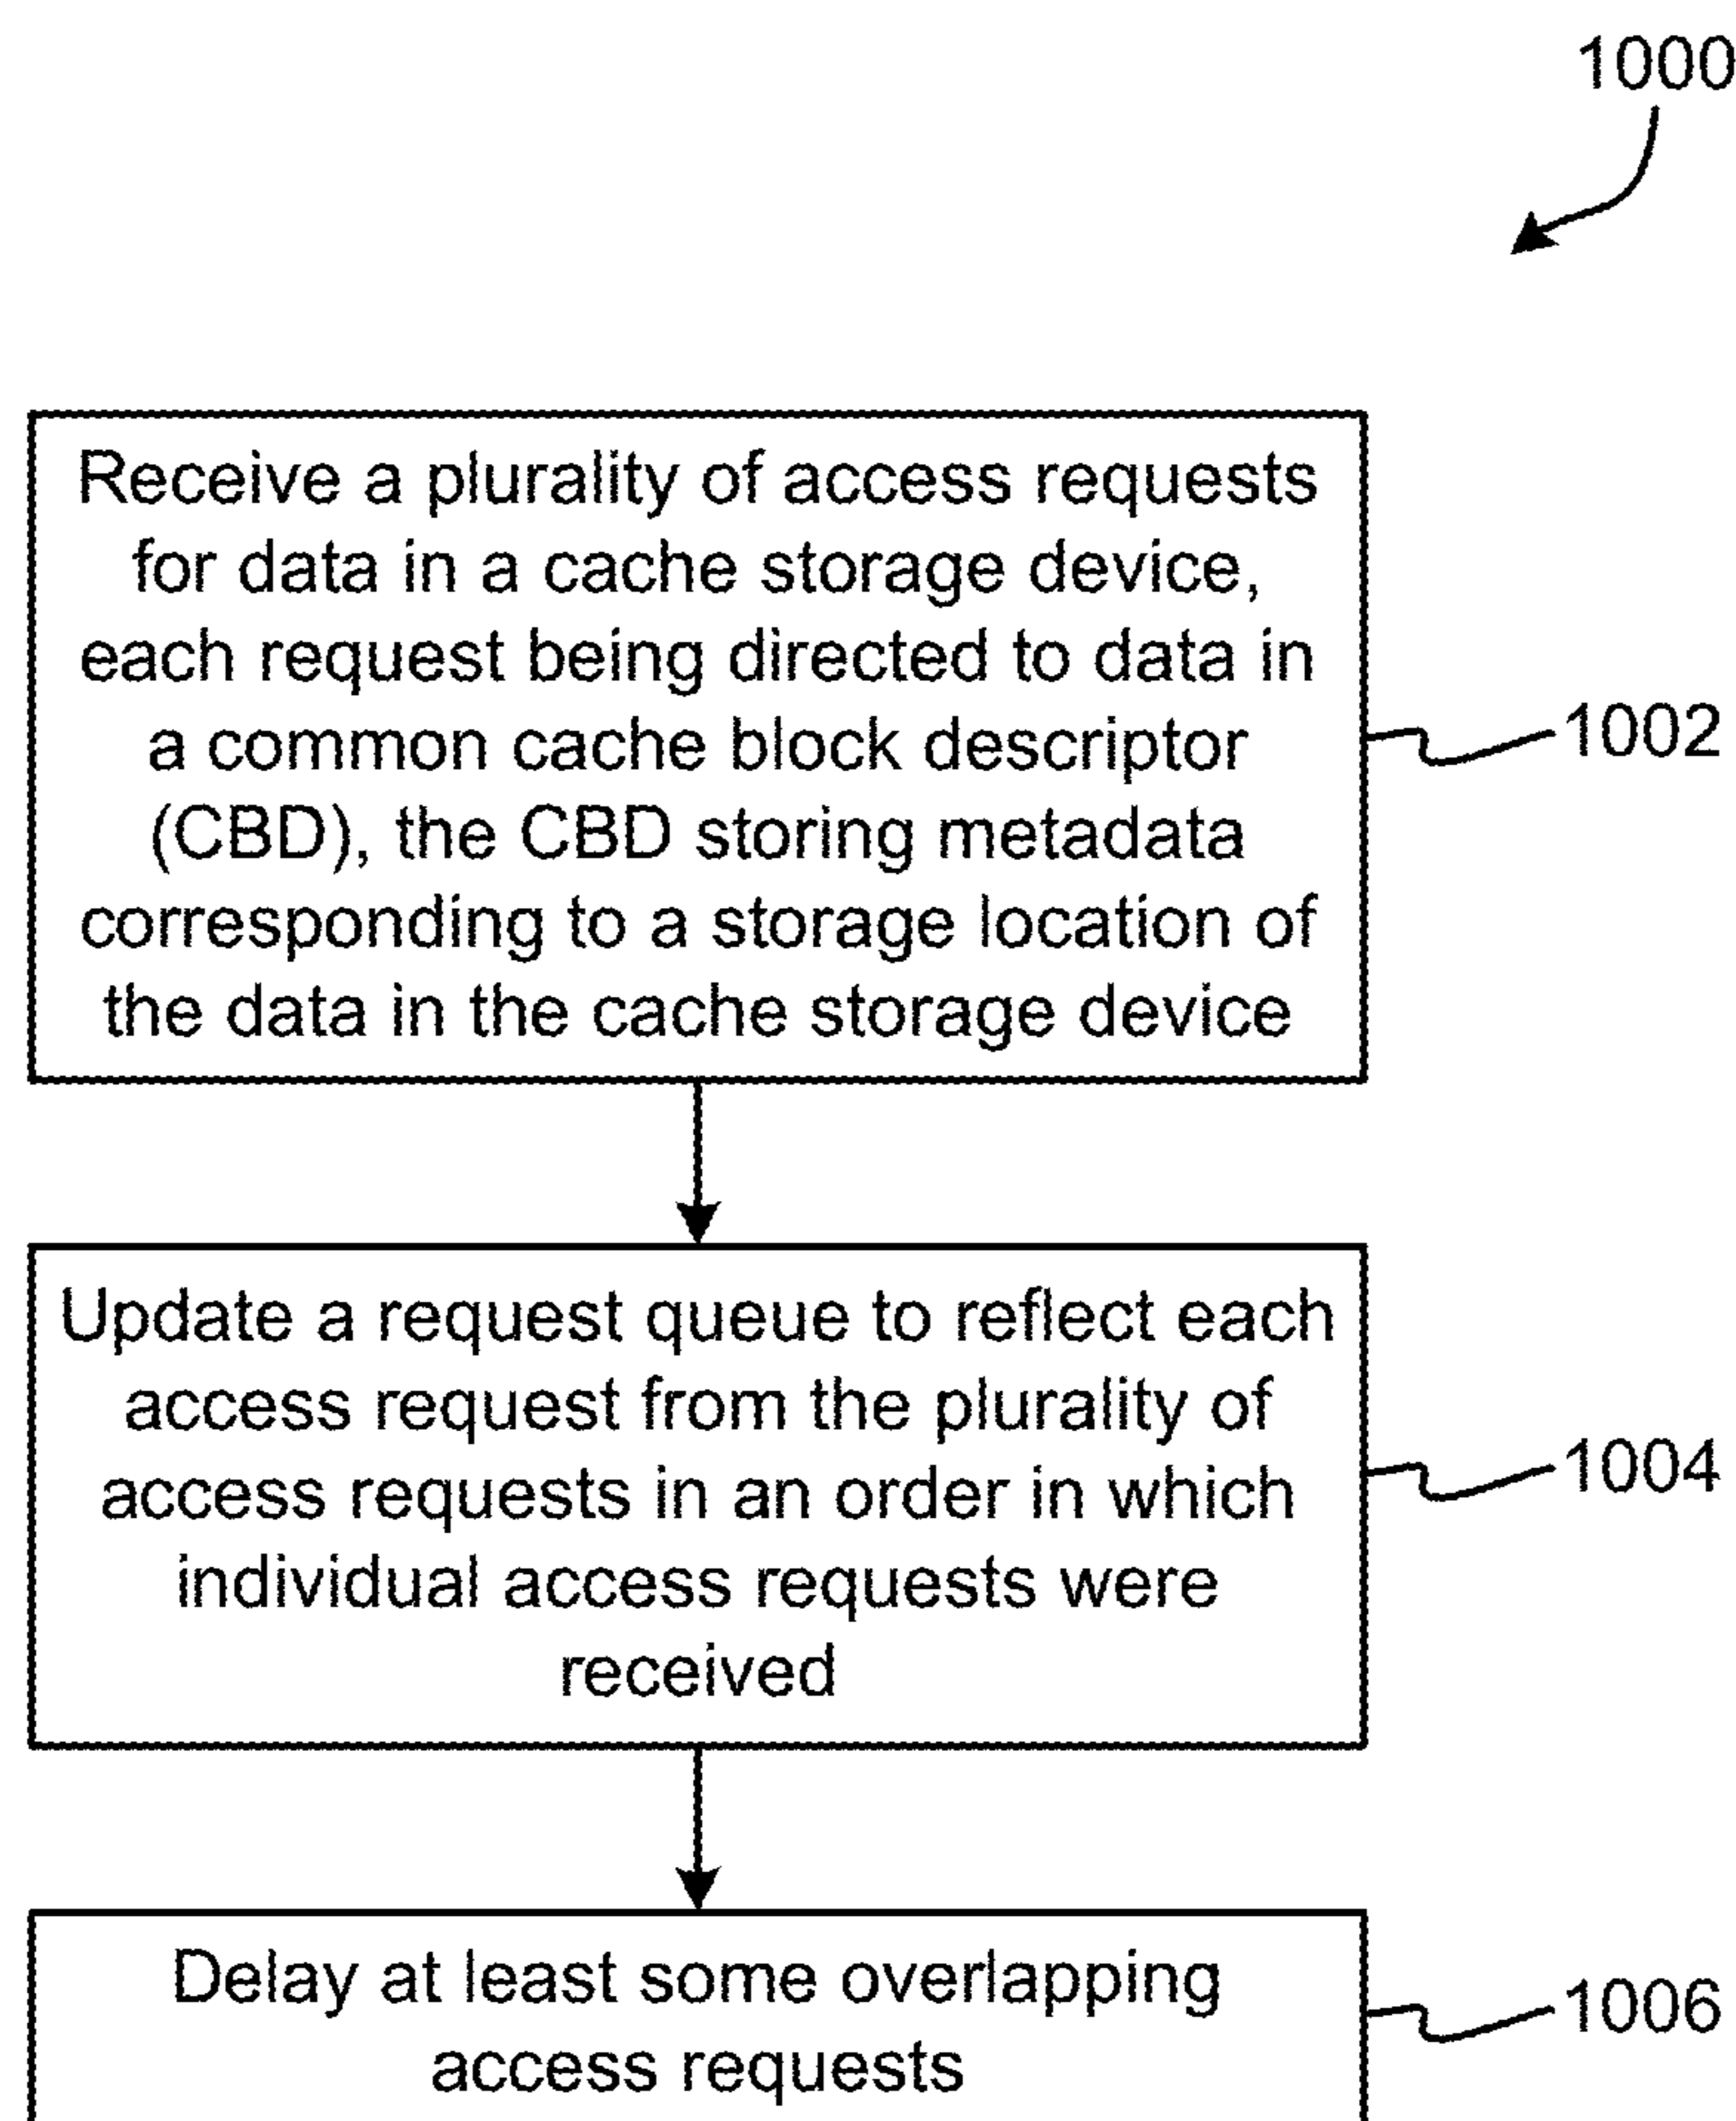 1000
Receive a plurality of access requests
for data in a cache storage device,
each request being directed to data in
a common cache block descriptor
(CBD), the CBD storing metadata
corresponding to a storage location of
the data in the cache storage device
1002
Update a request queue to reflect each
access request from the plurality of
access requests in an order in which
individual access requests were
received
1004
Delay at least some overlapping
access requests
1006